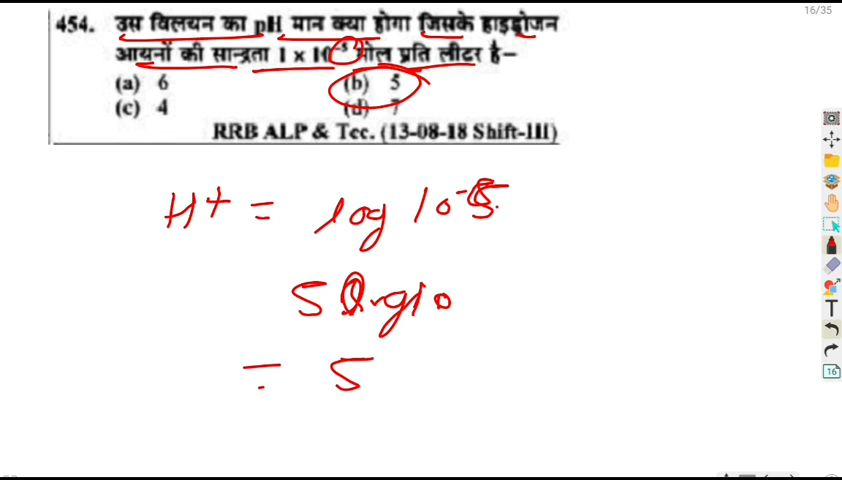 16/35
454. उस विलयन का pH मान क्या होगा जिसके हाइड्रोजन
आयनों की सान्द्रता 1 × 10⁻⁵ मोल प्रति लीटर है–
(a) 6 (b) 5
(c) 4 (d) 7
RRB ALP & Tec. (13-08-18 Shift-III)
H+ = log 10⁻⁵
5 log10
= 5
T
16